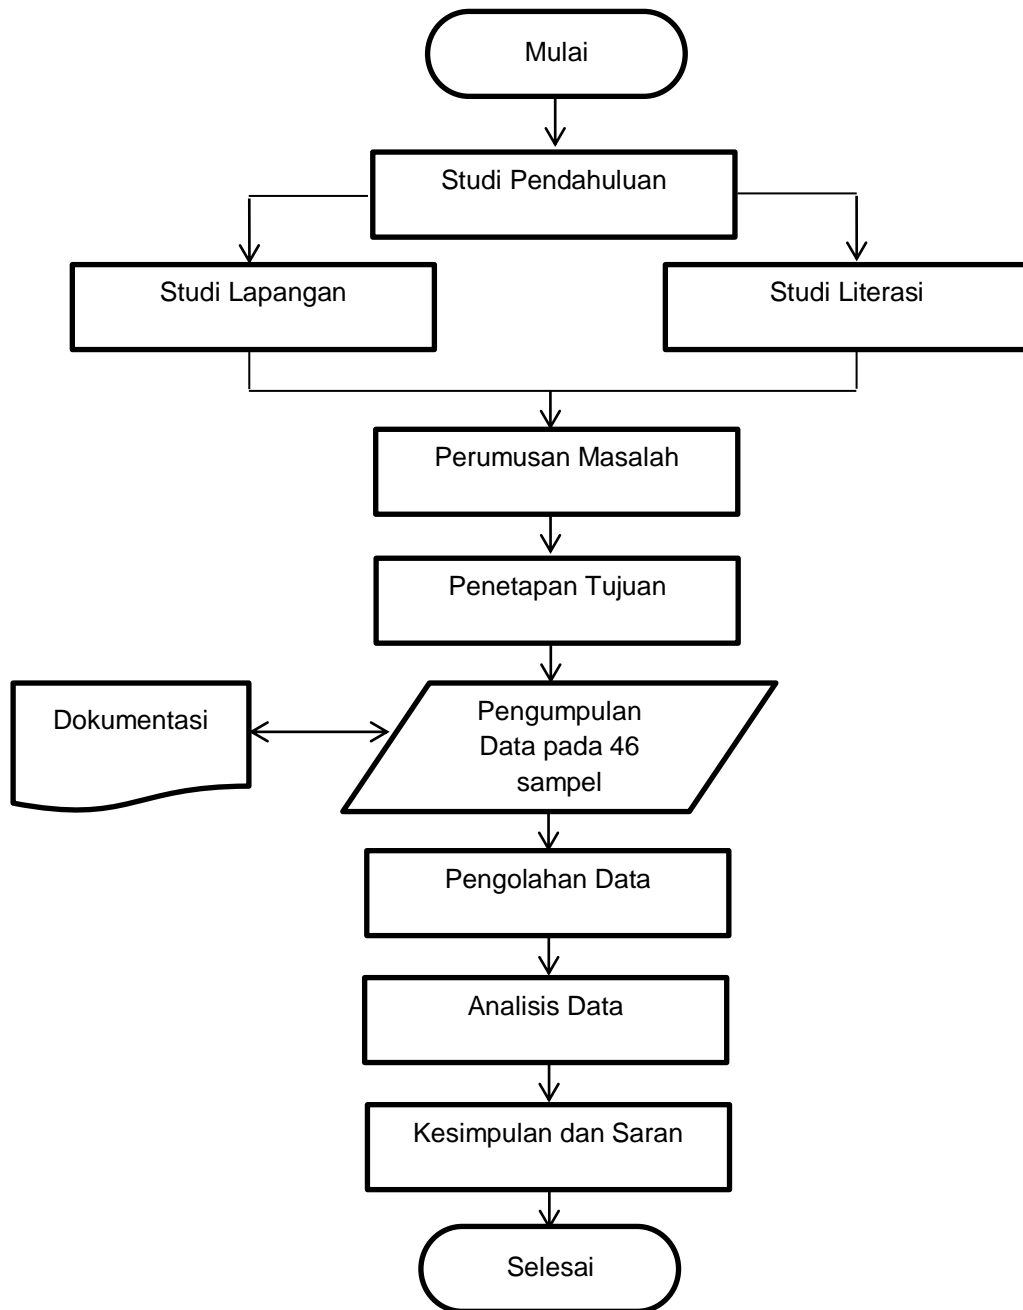 Mulai
Studi Pendahuluan
Studi Lapangan
Studi Literasi
Perumusan Masalah
Penetapan Tujuan
Dokumentasi
Pengumpulan
Data pada 46
sampel
Pengolahan Data
Analisis Data
Kesimpulan dan Saran
Selesai